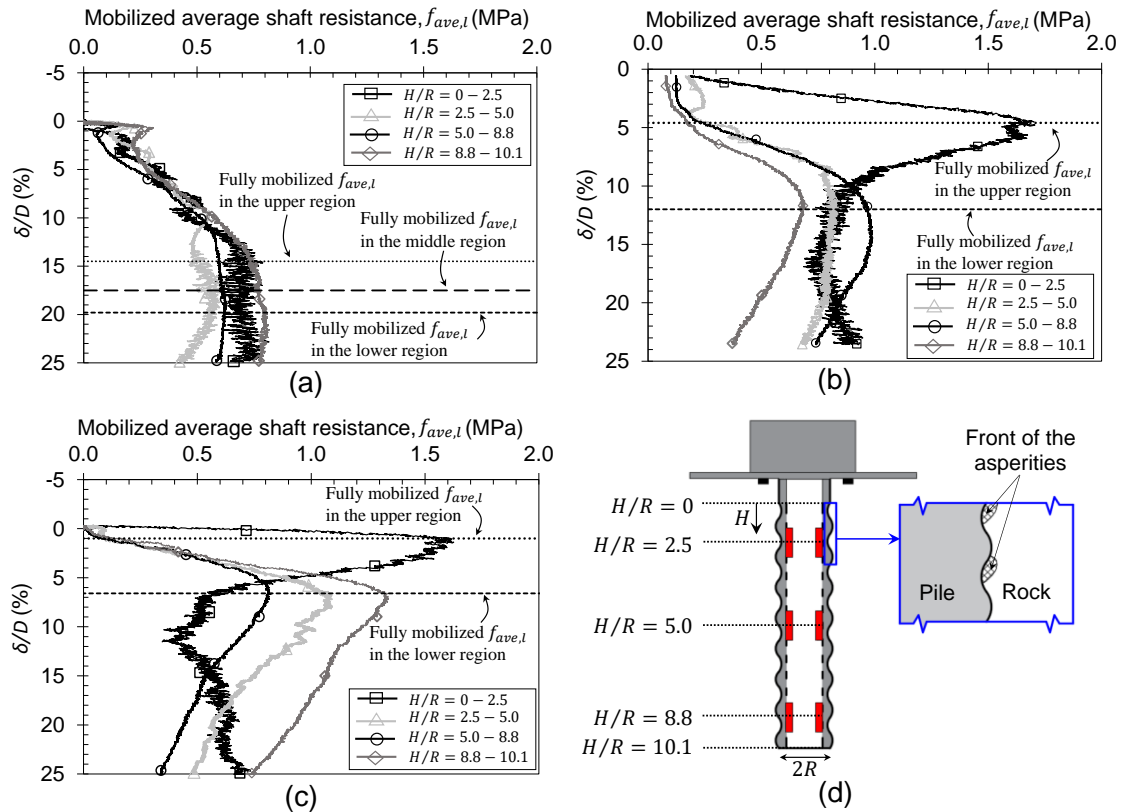 Mobilized average shaft resistance, f_ave,l (MPa)
0.0 0.5 1.0 1.5 2.0
-5
0
5
10
15
20
25
δ/D (%)
H/R = 0 − 2.5
H/R = 2.5 − 5.0
H/R = 5.0 − 8.8
H/R = 8.8 − 10.1
Fully mobilized f_ave,l
in the upper region
Fully mobilized f_ave,l
in the middle region
Fully mobilized f_ave,l
in the lower region
(a)
Mobilized average shaft resistance, f_ave,l (MPa)
0.0 0.5 1.0 1.5 2.0
0
5
10
15
20
25
δ/D (%)
Fully mobilized f_ave,l
in the upper region
Fully mobilized f_ave,l
in the lower region
H/R = 0 − 2.5
H/R = 2.5 − 5.0
H/R = 5.0 − 8.8
H/R = 8.8 − 10.1
(b)
Mobilized average shaft resistance, f_ave,l (MPa)
0.0 0.5 1.0 1.5 2.0
-5
0
5
10
15
20
25
δ/D (%)
Fully mobilized f_ave,l
in the upper region
Fully mobilized f_ave,l
in the lower region
H/R = 0 − 2.5
H/R = 2.5 − 5.0
H/R = 5.0 − 8.8
H/R = 8.8 − 10.1
(c)
Front of the
asperities
H/R = 0
H
H/R = 2.5
Pile
Rock
H/R = 5.0
H/R = 8.8
H/R = 10.1
2R
(d)